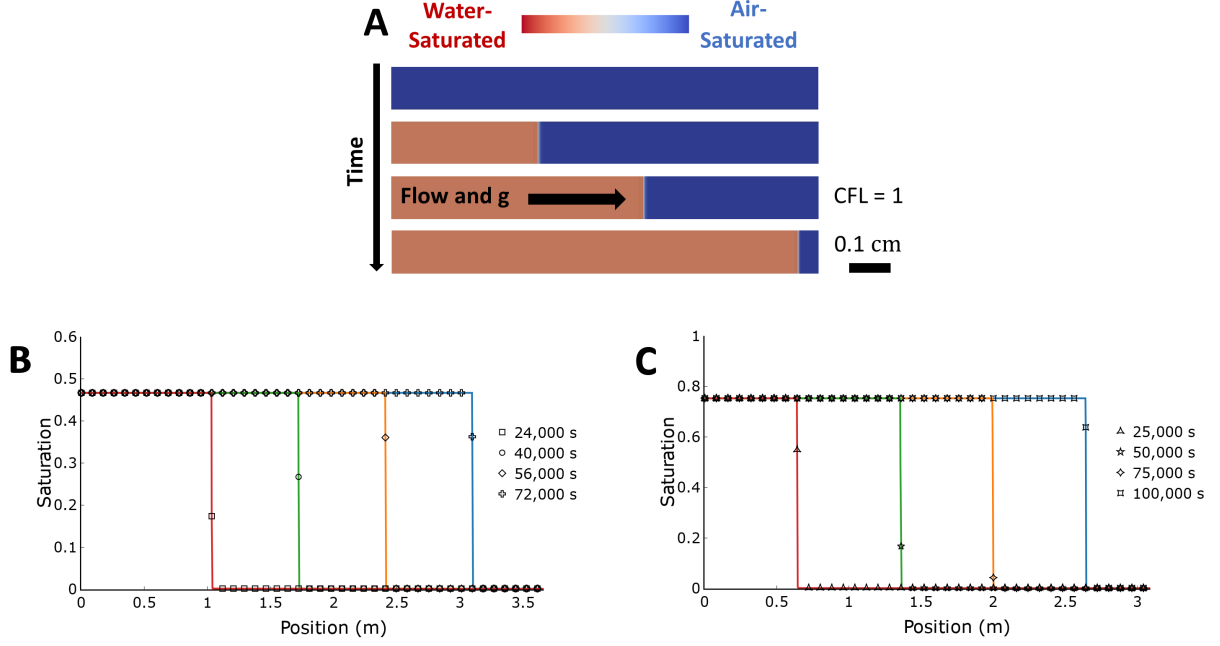 A
Water-
Saturated
Air-
Saturated
Time
Flow and g
CFL = 1
0.1 cm
B
0.6
0.5
0.4
0.3
0.2
0.1
0
Saturation
0
0.5
1
1.5
2
2.5
3
3.5
Position (m)
24,000 s
40,000 s
56,000 s
72,000 s
C
1
0.8
0.6
0.4
0.2
0
Saturation
0
0.5
1
1.5
2
2.5
3
Position (m)
25,000 s
50,000 s
75,000 s
100,000 s